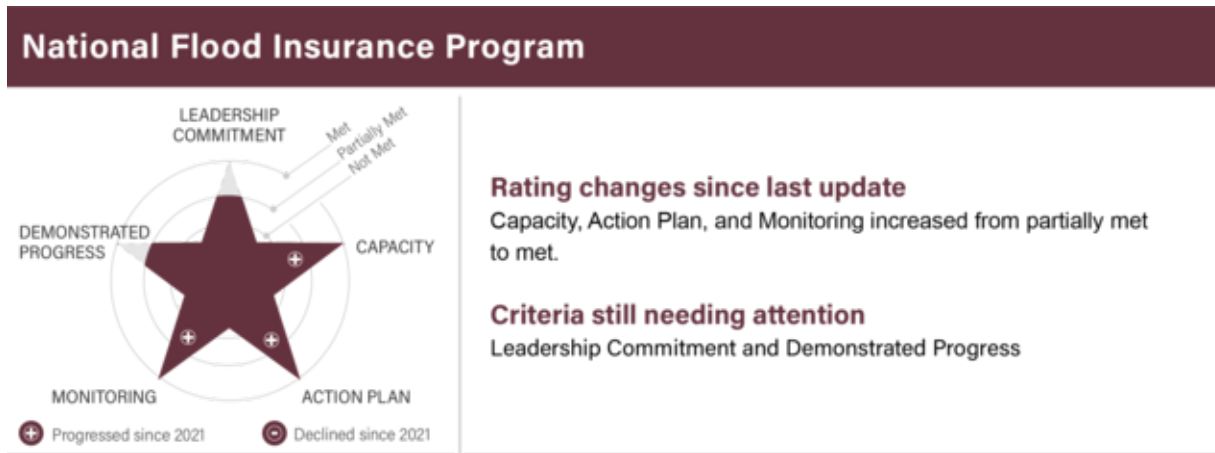 National Flood Insurance Program
LEADERSHIP
COMMITMENT
Met
Partially Met
Not Met
DEMONSTRATED
PROGRESS
CAPACITY
MONITORING
ACTION PLAN
Progressed since 2021
Declined since 2021
Rating changes since last update
Capacity, Action Plan, and Monitoring increased from partially met
to met.
Criteria still needing attention
Leadership Commitment and Demonstrated Progress